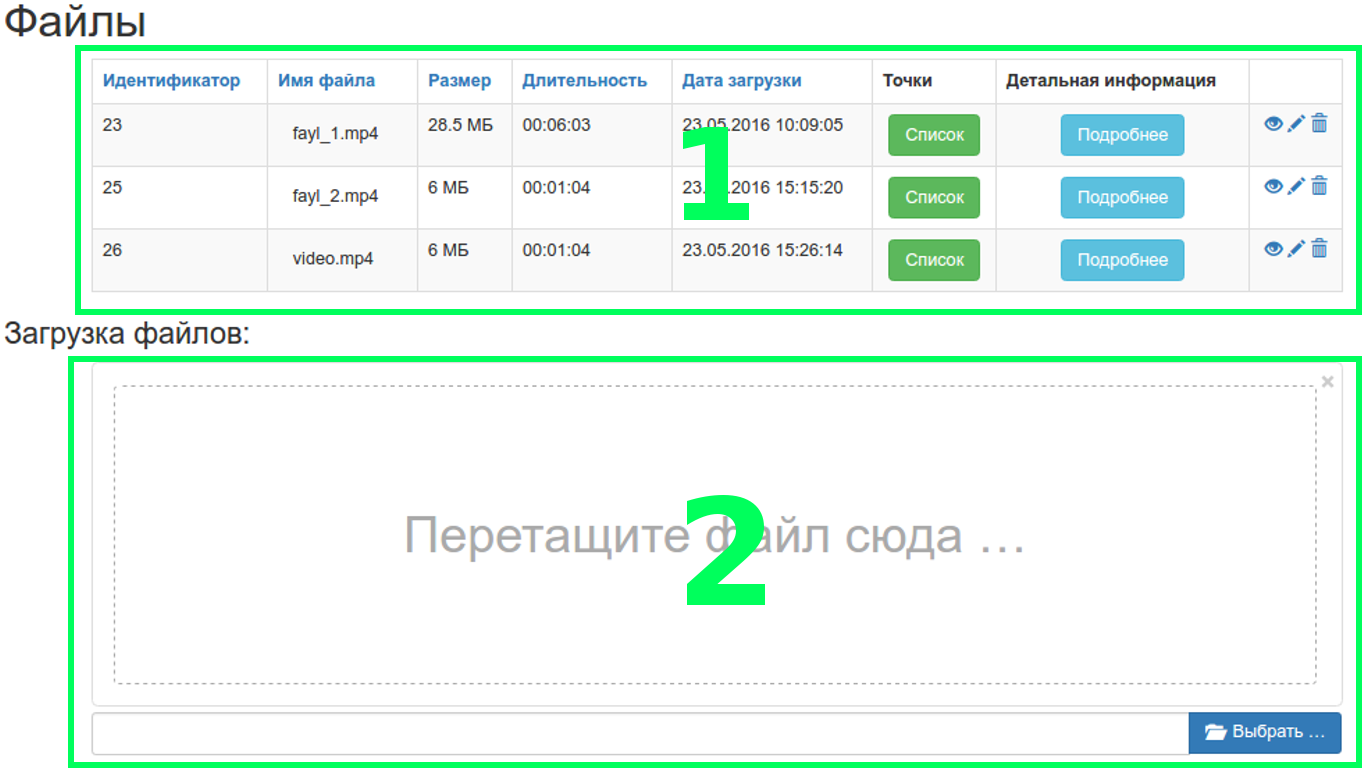 Файлы
Идентификатор Имя файла Размер Длительность Дата загрузки Точки Детальная информация
23 fayl_1.mp4 28.5 МБ 00:06:03 23.05.2016 10:09:05 Список Подробнее
25 fayl_2.mp4 6 МБ 00:01:04 23.05.2016 15:15:20 Список Подробнее
26 video.mp4 6 МБ 00:01:04 23.05.2016 15:26:14 Список Подробнее
1
Загрузка файлов:
×
Перетащите файл сюда …
2
Выбрать …